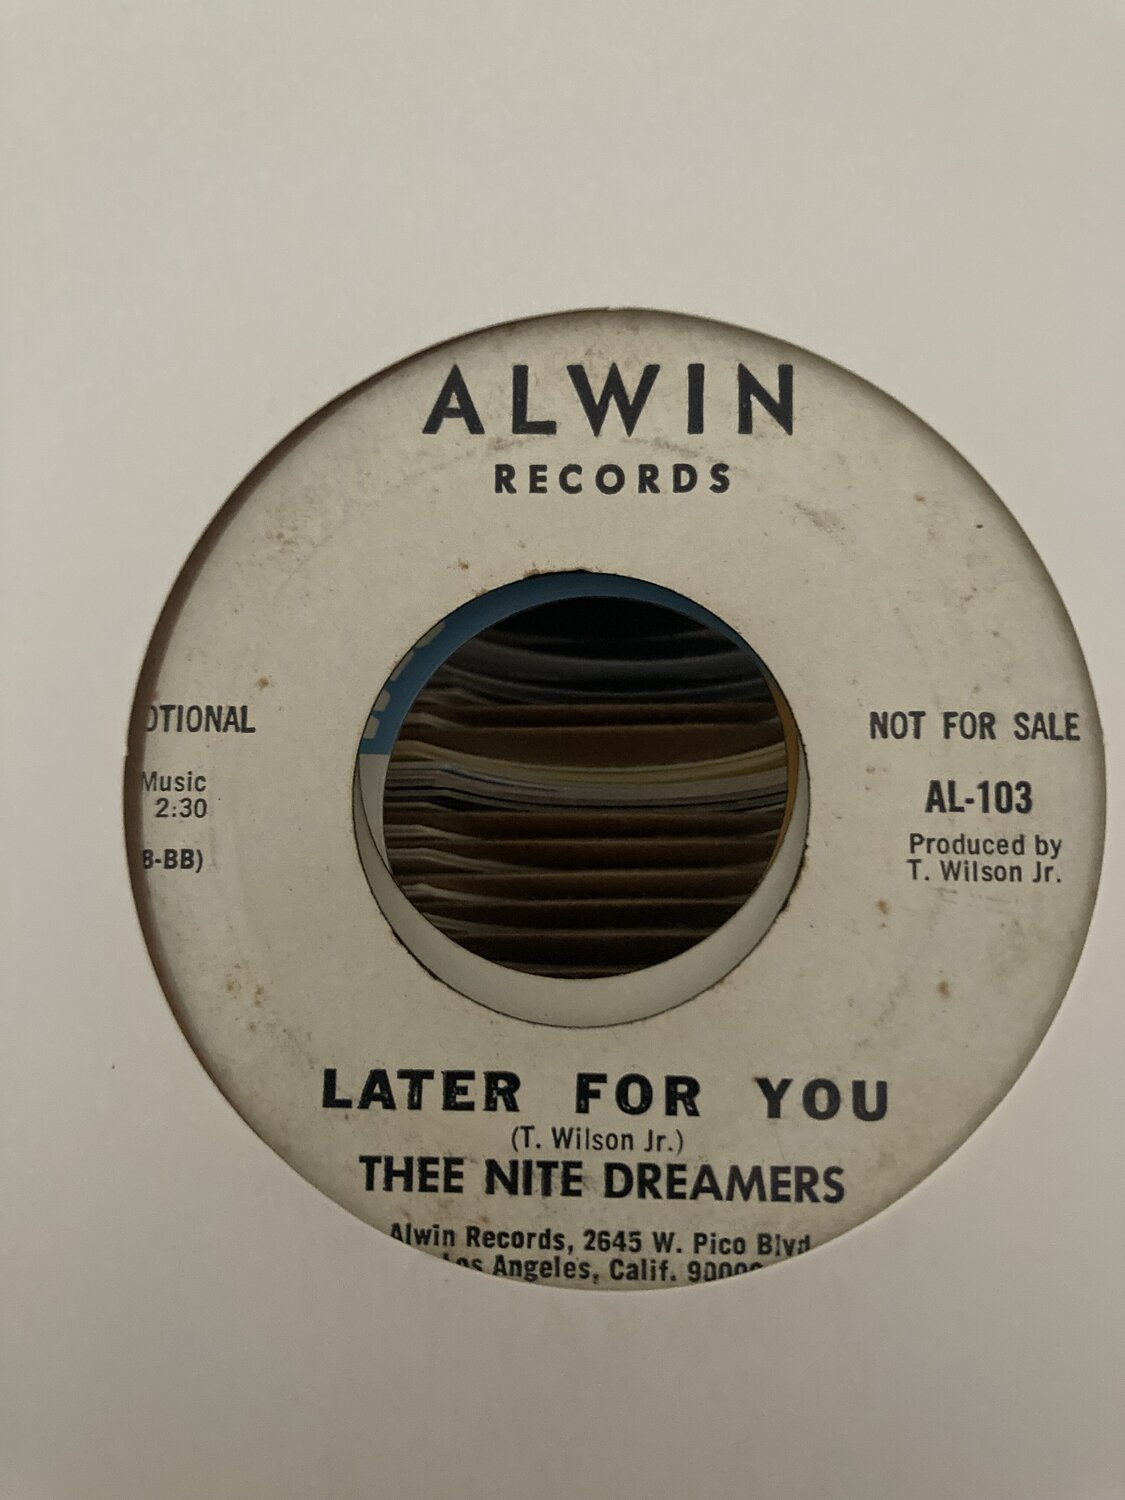 ALWIN
RECORDS
OTIONAL
Music
2:30
B-BB)
NOT FOR SALE
AL-103
Produced by
T. Wilson Jr.
LATER FOR YOU
(T. Wilson Jr.)
THEE NITE DREAMERS
Alwin Records, 2645 W. Pico Blvd
Los Angeles, Calif.